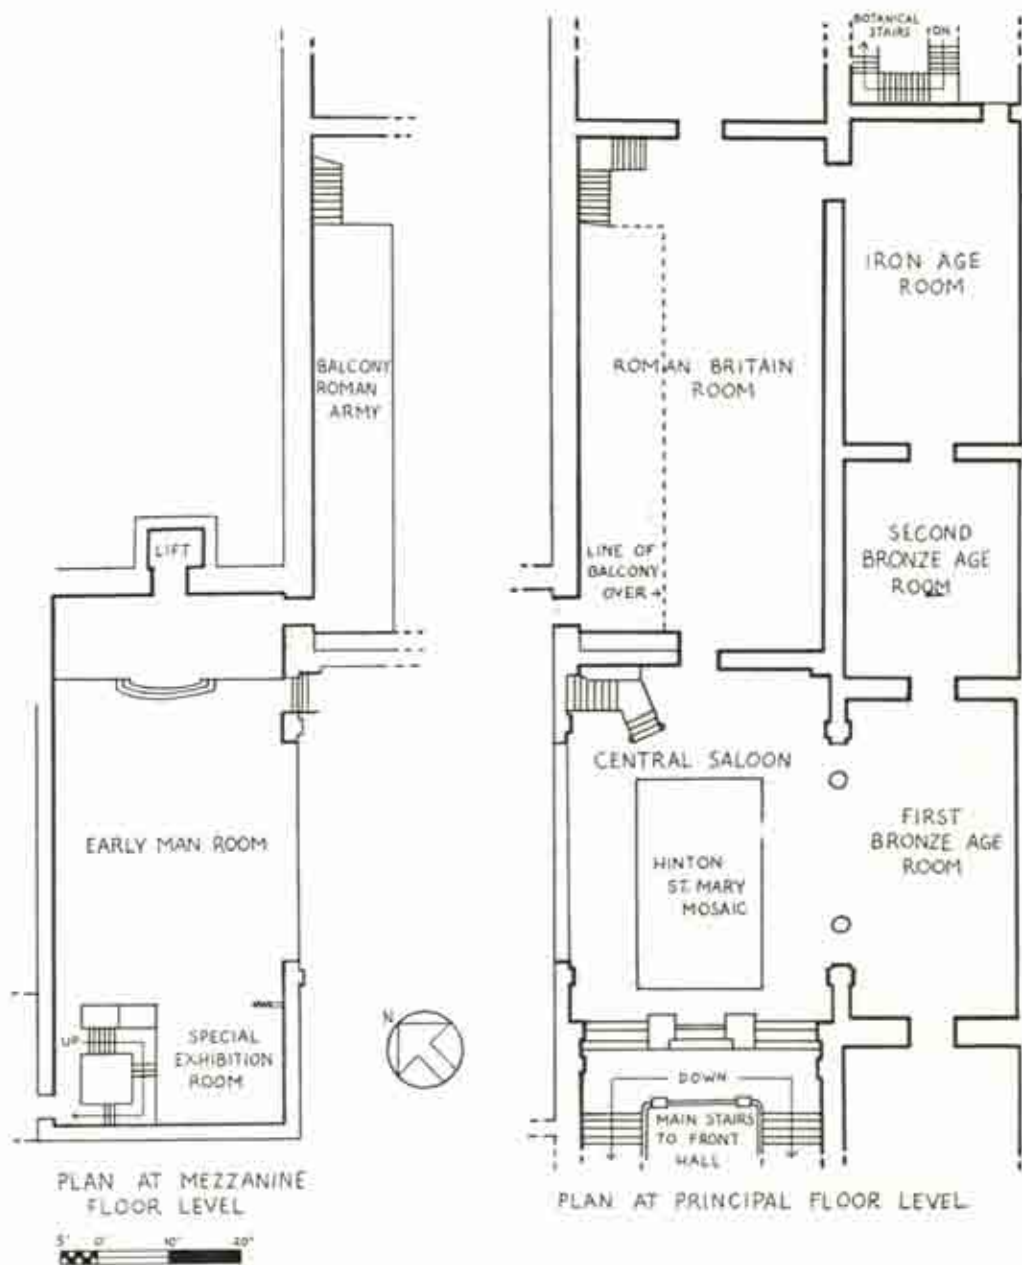 BOTANICAL
STAIRS
DN
IRON AGE
ROOM
BALCONY
ROMAN
ARMY
ROMAN BRITAIN
ROOM
LIFT
LINE OF
BALCONY
OVER
SECOND
BRONZE AGE
ROOM
CENTRAL SALOON
EARLY MAN ROOM
FIRST
BRONZE AGE
ROOM
HINTON
ST. MARY
MOSAIC
N
UP
SPECIAL
EXHIBITION
ROOM
DOWN
MAIN STAIRS
TO FRONT
HALL
PLAN AT MEZZANINE
FLOOR LEVEL
PLAN AT PRINCIPAL FLOOR LEVEL
5' 0' 10' 20'